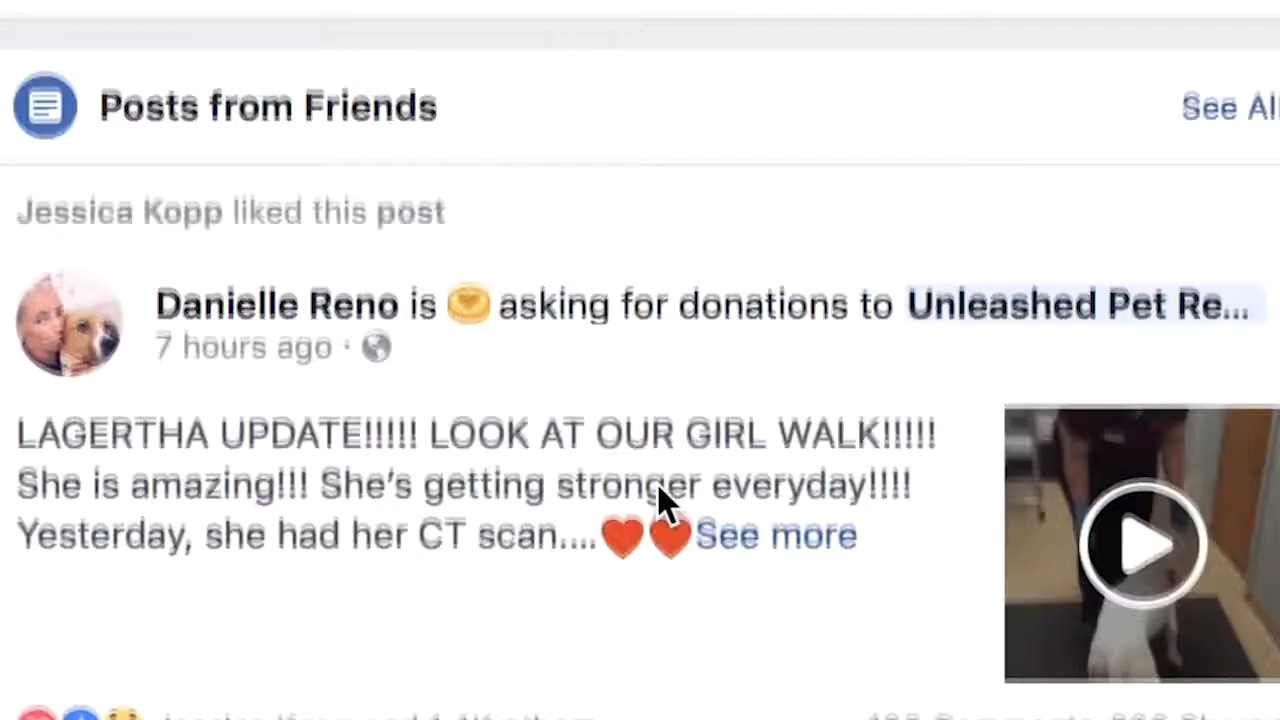 Posts from Friends
See All
Jessica Kopp liked this post
Danielle Reno is asking for donations to Unleashed Pet Re...
7 hours ago ·
LAGERTHA UPDATE!!!!! LOOK AT OUR GIRL WALK!!!!!
She is amazing!!! She's getting stronger everyday!!!!
Yesterday, she had her CT scan....❤️❤️See more